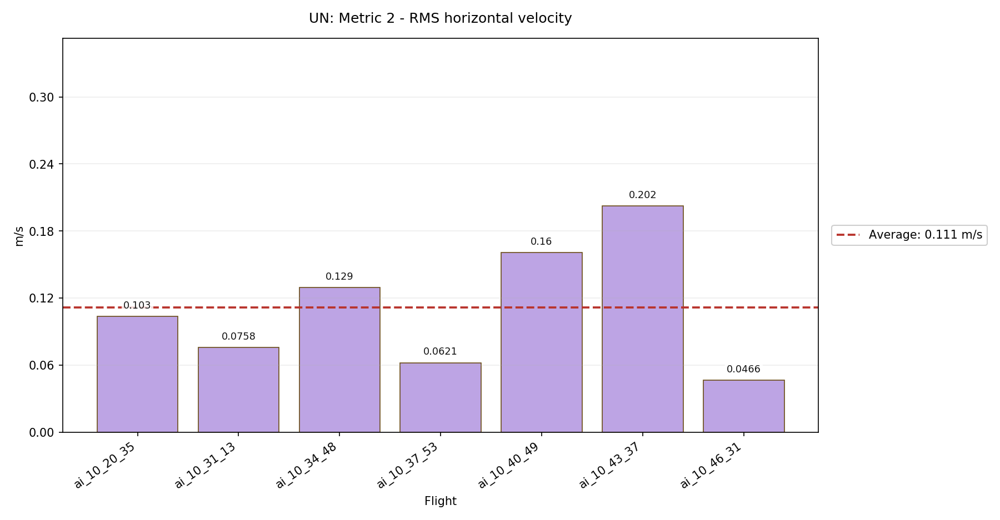 UN: Metric 2 - RMS horizontal velocity
0.30
0.24
0.18
0.12
0.06
0.00
m/s
0.103
0.0758
0.129
0.0621
0.16
0.202
0.0466
Average: 0.111 m/s
ai_10_20_35
ai_10_31_13
ai_10_34_48
ai_10_37_53
ai_10_40_49
ai_10_43_37
ai_10_46_31
Flight